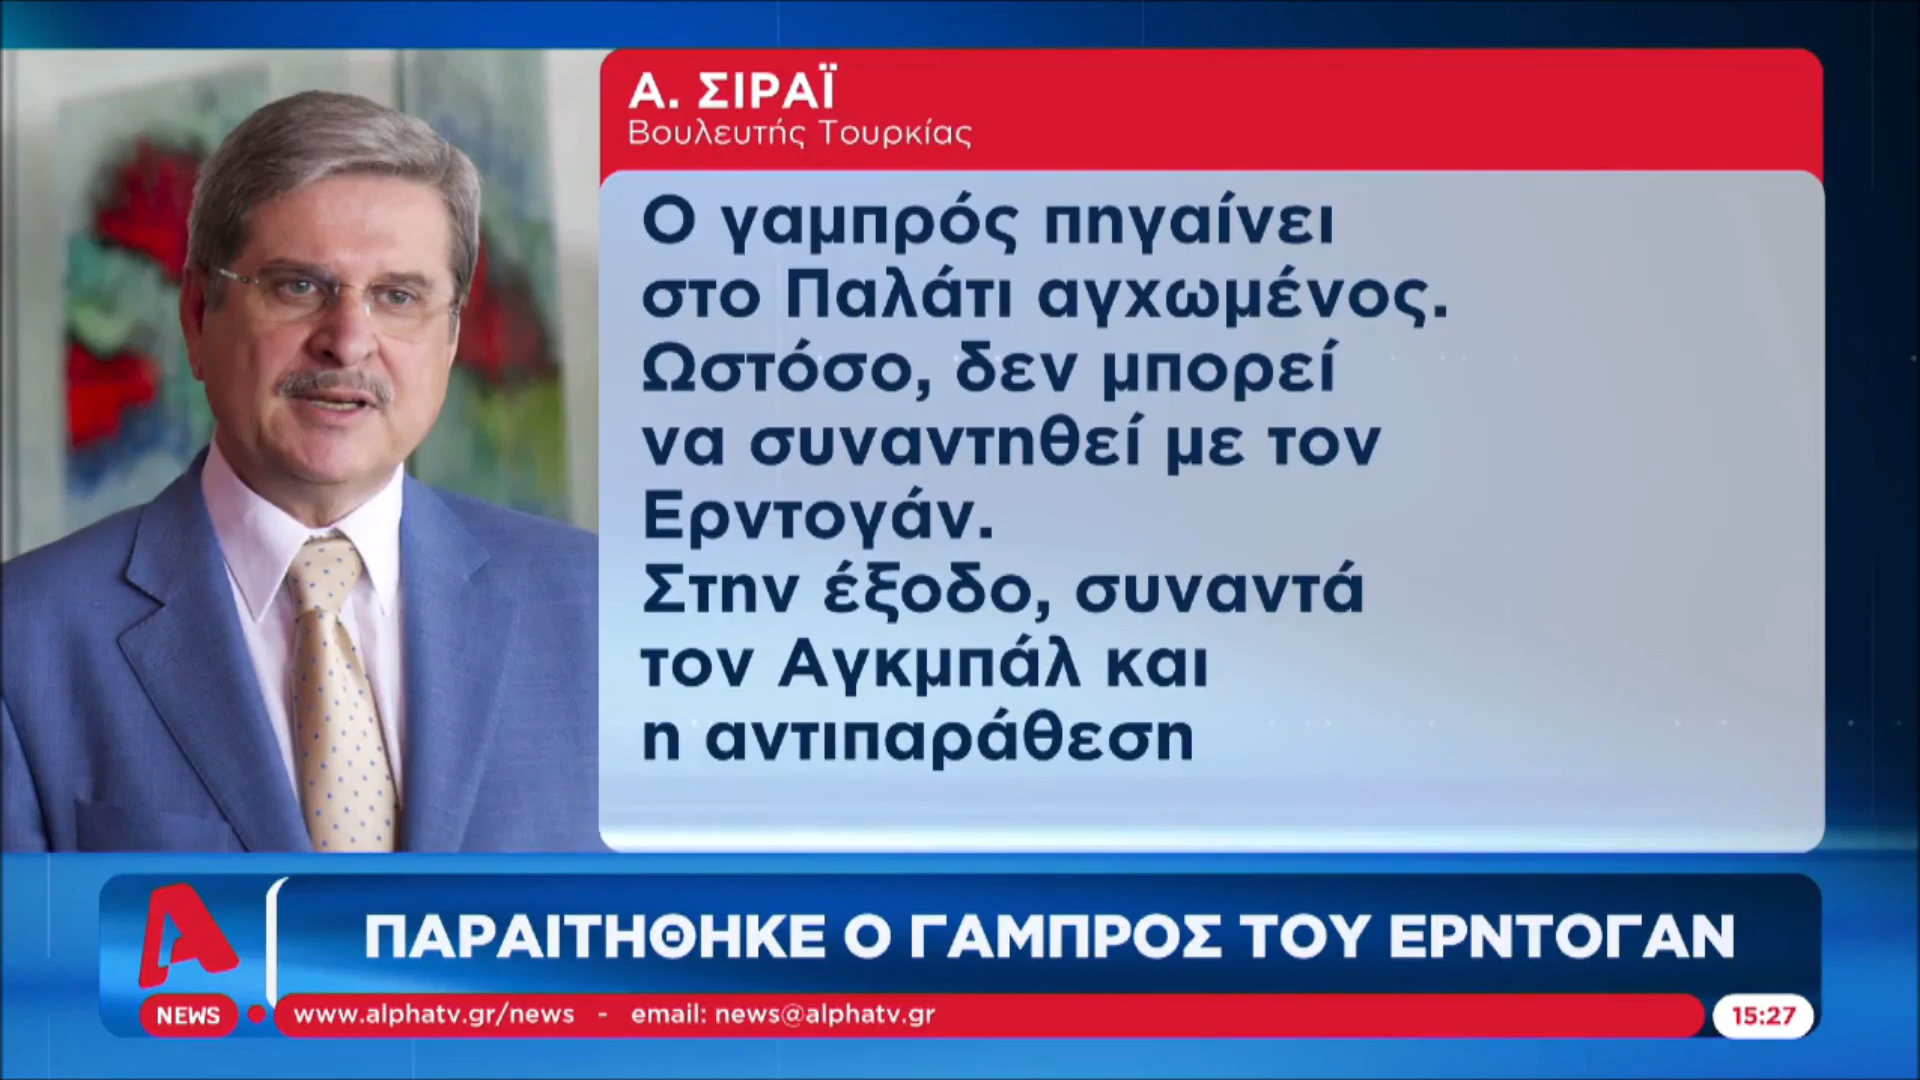 Α. ΣΙΡΑΪ
Βουλευτής Τουρκίας
Ο γαμπρός πηγαίνει
στο Παλάτι αγχωμένος.
Ωστόσο, δεν μπορεί
να συναντηθεί με τον
Ερντογάν.
Στην έξοδο, συναντά
τον Αγκμπάλ και
η αντιπαράθεση
ΠΑΡΑΙΤΗΘΗΚΕ Ο ΓΑΜΠΡΟΣ ΤΟΥ ΕΡΝΤΟΓΑΝ
NEWS
www.alphatv.gr/news - email: news@alphatv.gr
15:27